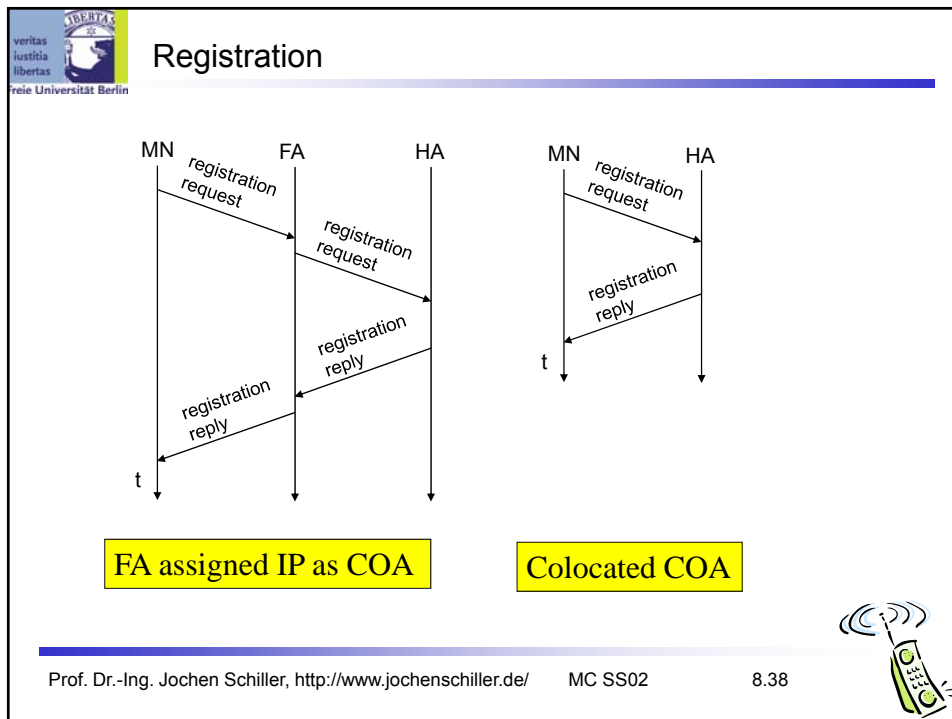 veritas
iustitia
libertas
LIBERTAS
Freie Universität Berlin
Registration
MN
FA
HA
registration
request
registration
request
registration
reply
registration
reply
t
MN
HA
registration
request
registration
reply
t
FA assigned IP as COA
Colocated COA
Prof. Dr.-Ing. Jochen Schiller, http://www.jochenschiller.de/ MC SS02 8.38